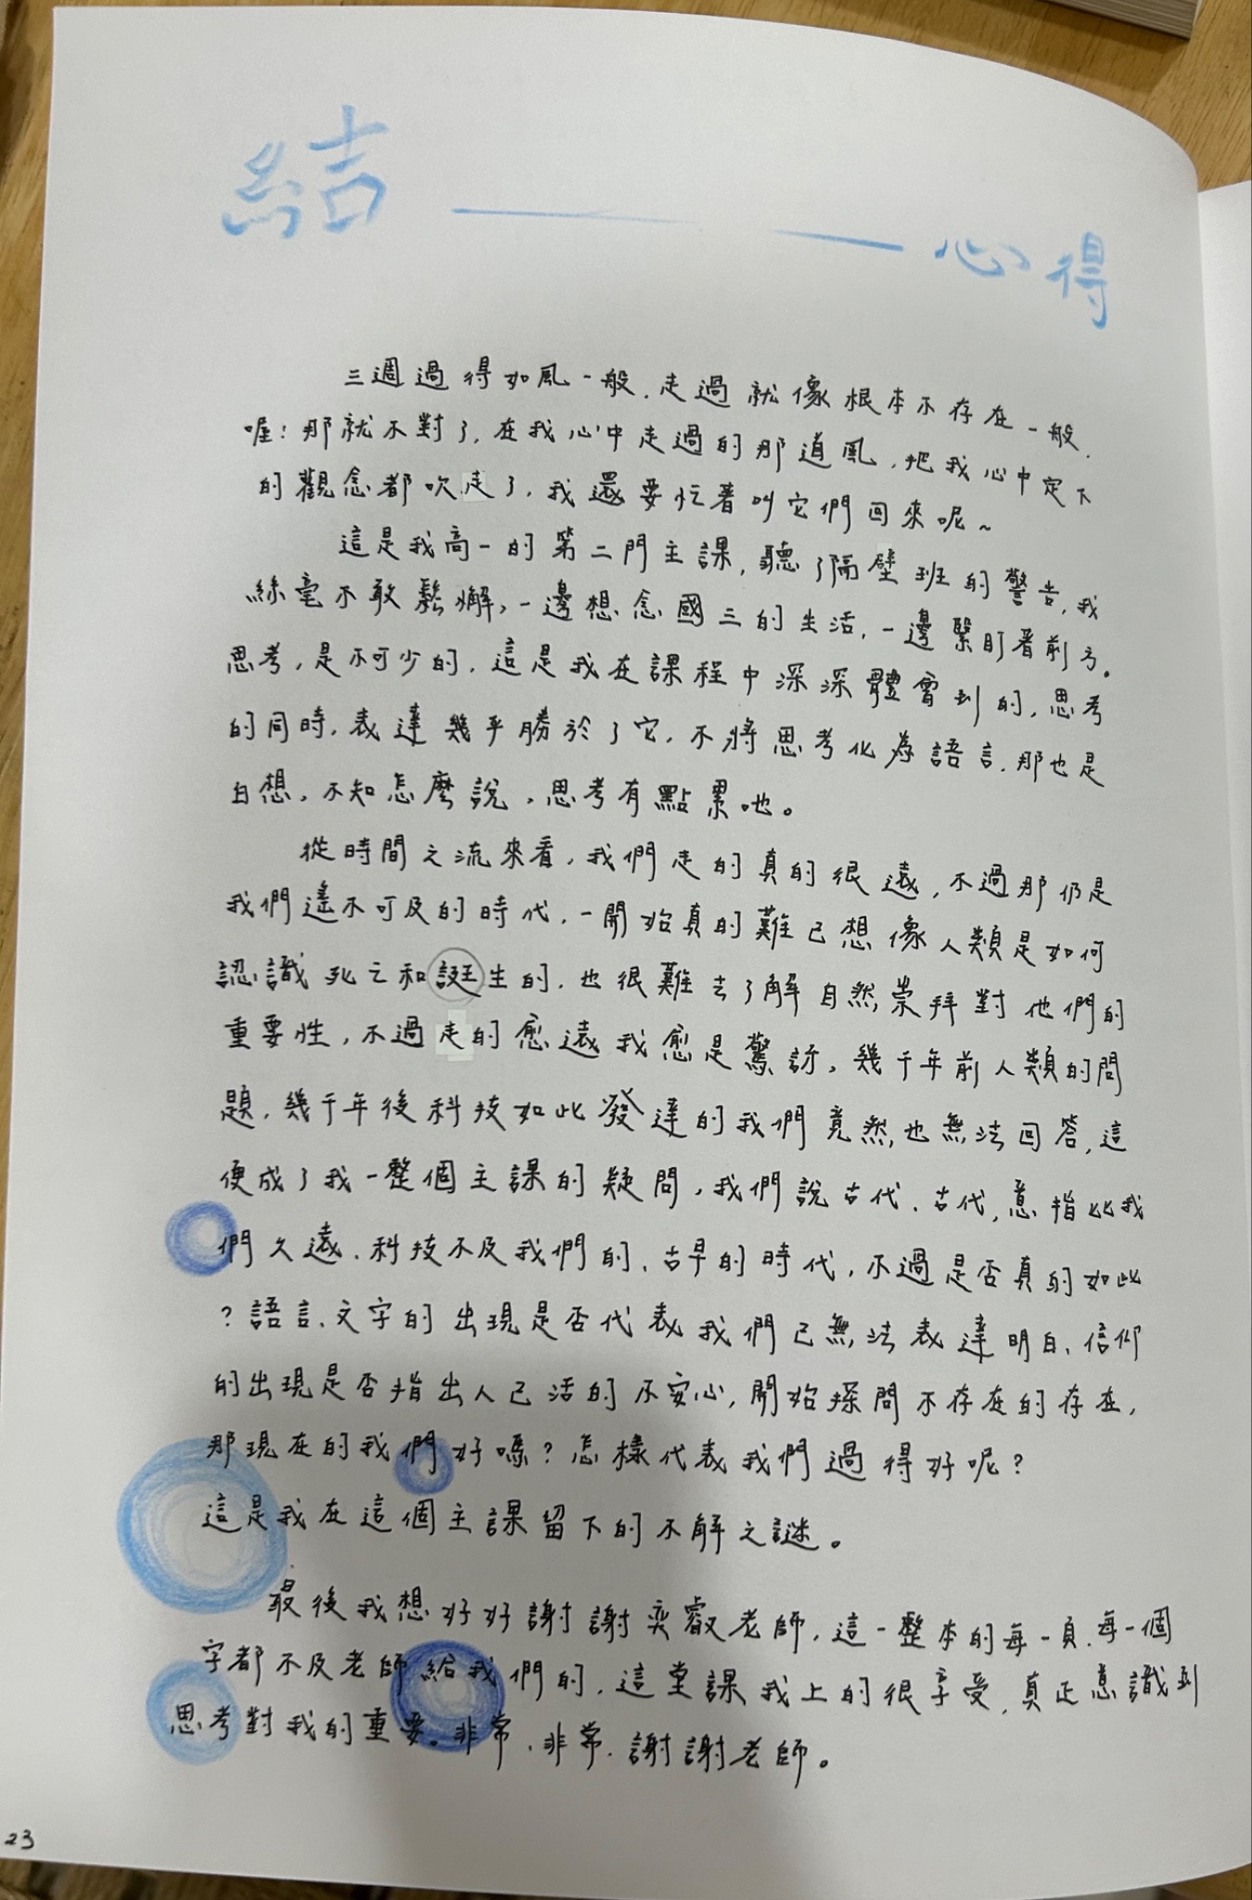 結 —— 心得
三週過得如風一般，走過就像根本不存在一般，
喔！那就不對了，在我心中走過的那道風，把我心中定下
的觀念都吹走了，我還要忙著叫它們回來呢～
這是我高一的第二門主課，聽了隔壁班的警告，我
絲毫不敢鬆懈，一邊想念國三的生活，一邊緊盯著前方。
思考，是不可少的，這是我在課程中深深體會到的，思考
的同時，表達幾乎勝於了它，不將思考化為語言，那也是
白想，不知怎麼說，思考有點累吔。
從時間之流來看，我們走的真的很遠，不過那仍是
我們遙不可及的時代，一開始真的難已想像人類是如何
認識死亡和誕生的，也很難去了解自然崇拜對他們的
重要性，不過走的愈遠我愈是驚訝，幾千年前人類的問
題，幾千年後科技如此發達的我們竟然也無法回答，這
便成了我一整個主課的疑問，我們說古代、古代，意指比我
們久遠、科技不及我們的、古早的時代，不過是否真的如此
？語言、文字的出現是否代表我們已無法表達明白、信仰
的出現是否指出人已活的不安心，開始探問不存在的存在，
那現在的我們好嗎？怎樣代表我們過得好呢？
這是我在這個主課留下的不解之謎。
最後我想好好謝謝奕叡老師，這一整本的每一頁、每一個
字都不及老師給我們的，這堂課我上的很享受，真正意識到
思考對我的重要。非常、非常、謝謝老師。
23